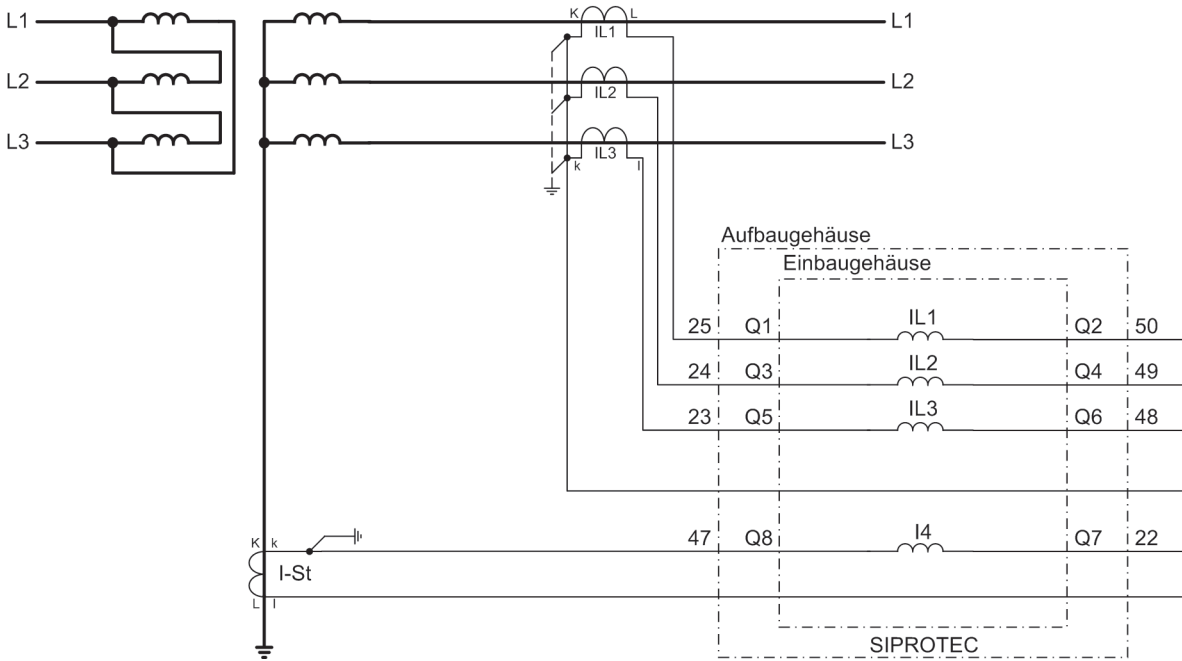 L1 K L L1
IL1
L2 L2
IL2
L3 L3
IL3
k l
Aufbaugehäuse
Einbaugehäuse
25 Q1 IL1 Q2 50
24 Q3 IL2 Q4 49
23 Q5 IL3 Q6 48
47 Q8 I4 Q7 22
K k
I-St
L l
SIPROTEC